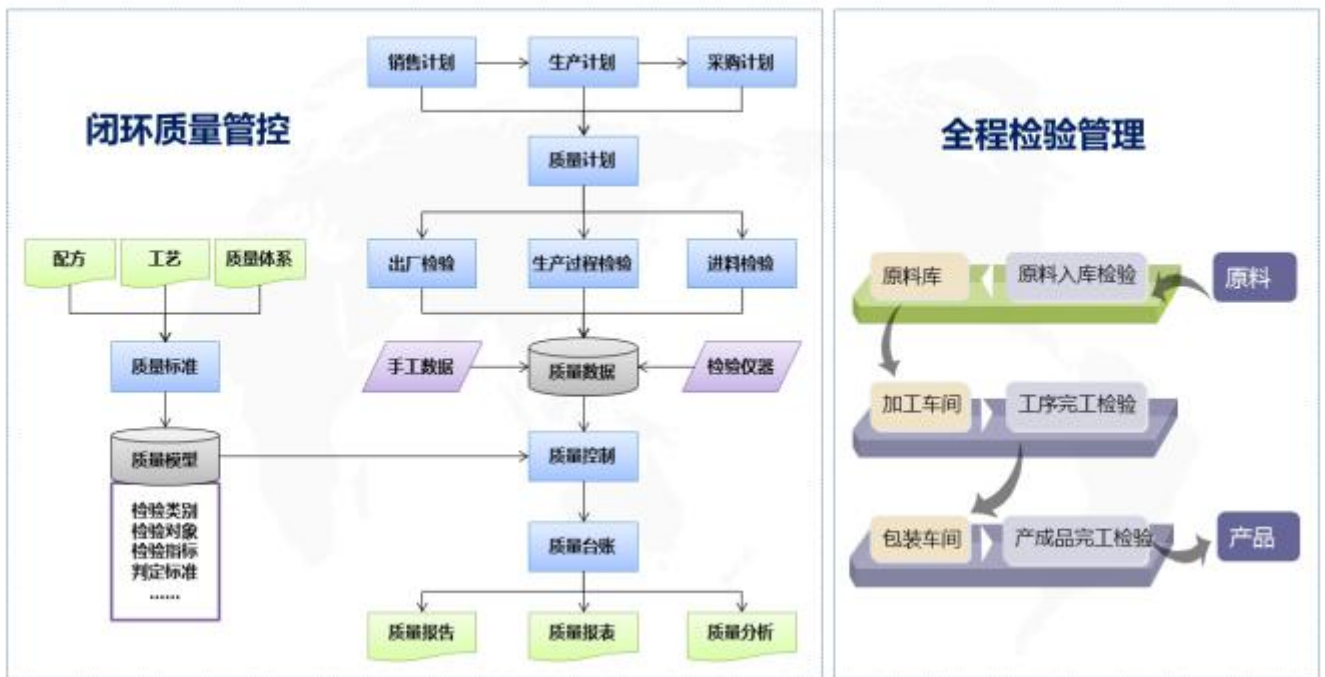 闭环质量管控
销售计划
生产计划
采购计划
质量计划
出厂检验
生产过程检验
进料检验
配方
工艺
质量体系
质量标准
手工数据
质量数据
检验仪器
质量模型
检验类别
检验对象
检验指标
判定标准
......
质量控制
质量台账
质量报告
质量报表
质量分析
全程检验管理
原料库
原料入库检验
原料
加工车间
工序完工检验
包装车间
产成品完工检验
产品